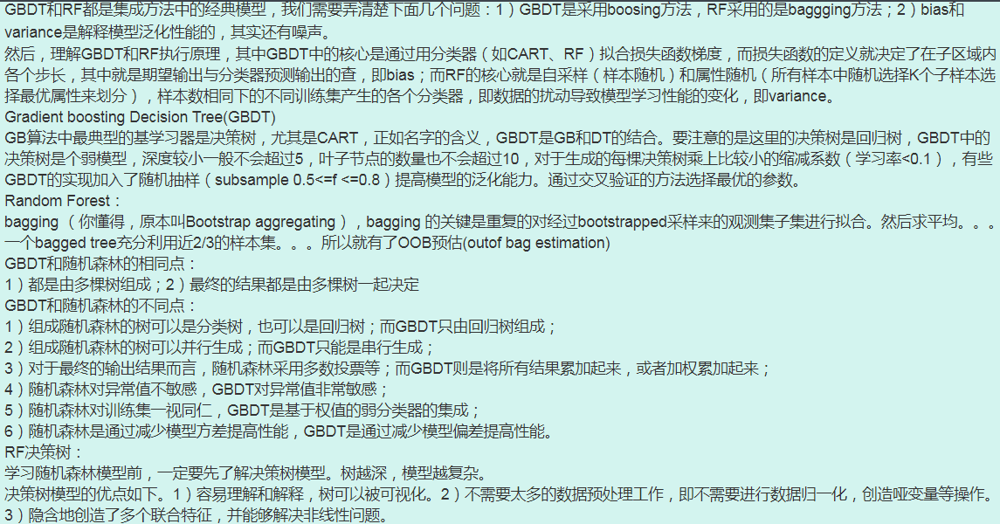 GBDT和RF都是集成方法中的经典模型，我们需要弄清楚下面几个问题：1）GBDT是采用boosing方法，RF采用的是baggging方法；2）bias和
variance是解释模型泛化性能的，其实还有噪声。
然后，理解GBDT和RF执行原理，其中GBDT中的核心是通过用分类器（如CART、RF）拟合损失函数梯度，而损失函数的定义就决定了在子区域内
各个步长，其中就是期望输出与分类器预测输出的查，即bias；而RF的核心就是自采样（样本随机）和属性随机（所有样本中随机选择K个子样本选
择最优属性来划分），样本数相同下的不同训练集产生的各个分类器，即数据的扰动导致模型学习性能的变化，即variance。
Gradient boosting Decision Tree(GBDT)
GB算法中最典型的基学习器是决策树，尤其是CART，正如名字的含义，GBDT是GB和DT的结合。要注意的是这里的决策树是回归树，GBDT中的
决策树是个弱模型，深度较小一般不会超过5，叶子节点的数量也不会超过10，对于生成的每棵决策树乘上比较小的缩减系数（学习率<0.1），有些
GBDT的实现加入了随机抽样（subsample 0.5<=f <=0.8）提高模型的泛化能力。通过交叉验证的方法选择最优的参数。
Random Forest：
bagging （你懂得，原本叫Bootstrap aggregating），bagging 的关键是重复的对经过bootstrapped采样来的观测集子集进行拟合。然后求平均。。。
一个bagged tree充分利用近2/3的样本集。。。所以就有了OOB预估(outof bag estimation)
GBDT和随机森林的相同点：
1）都是由多棵树组成；2）最终的结果都是由多棵树一起决定
GBDT和随机森林的不同点：
1）组成随机森林的树可以是分类树，也可以是回归树；而GBDT只由回归树组成；
2）组成随机森林的树可以并行生成；而GBDT只能是串行生成；
3）对于最终的输出结果而言，随机森林采用多数投票等；而GBDT则是将所有结果累加起来，或者加权累加起来；
4）随机森林对异常值不敏感，GBDT对异常值非常敏感；
5）随机森林对训练集一视同仁，GBDT是基于权值的弱分类器的集成；
6）随机森林是通过减少模型方差提高性能，GBDT是通过减少模型偏差提高性能。
RF决策树：
学习随机森林模型前，一定要先了解决策树模型。树越深，模型越复杂。
决策树模型的优点如下。1）容易理解和解释，树可以被可视化。2）不需要太多的数据预处理工作，即不需要进行数据归一化，创造哑变量等操作。
3）隐含地创造了多个联合特征，并能够解决非线性问题。